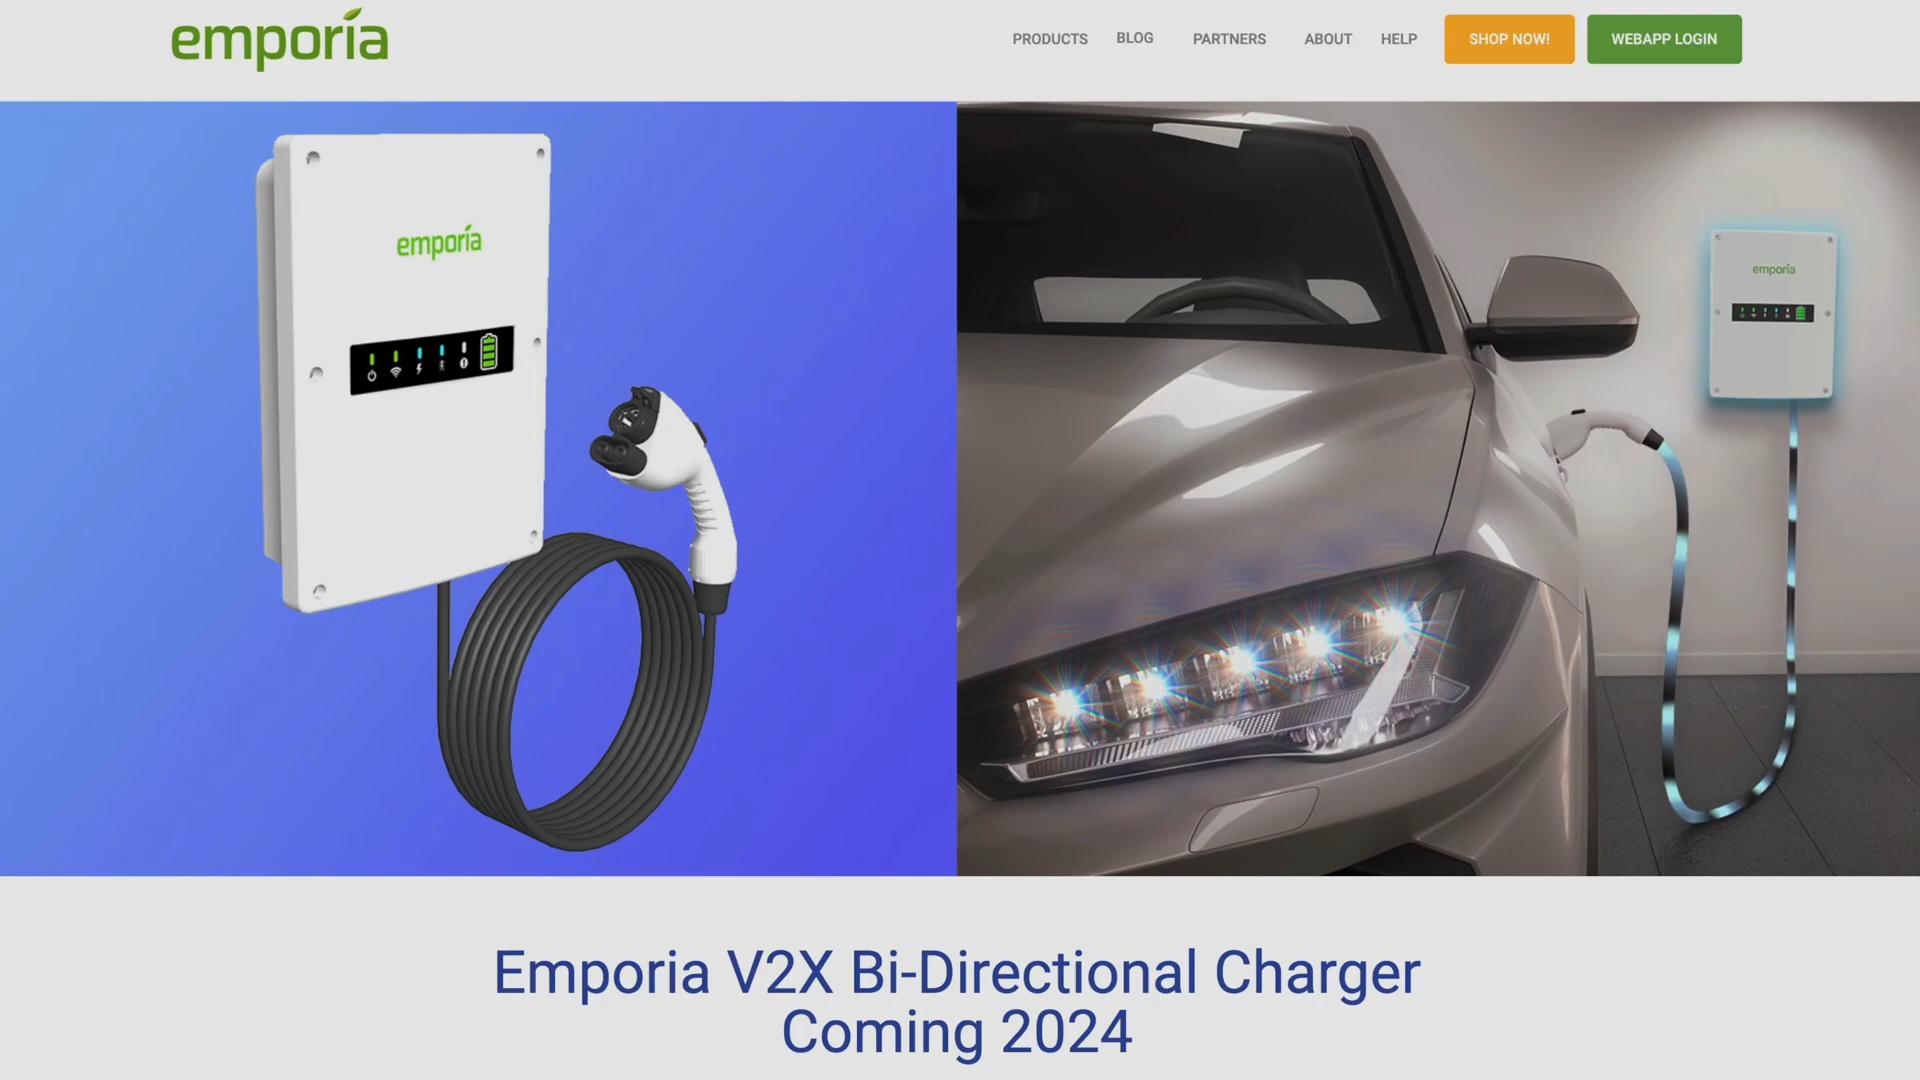 emporia
PRODUCTS BLOG PARTNERS ABOUT HELP SHOP NOW! WEBAPP LOGIN
emporia
emporia
Emporia V2X Bi-Directional Charger
Coming 2024